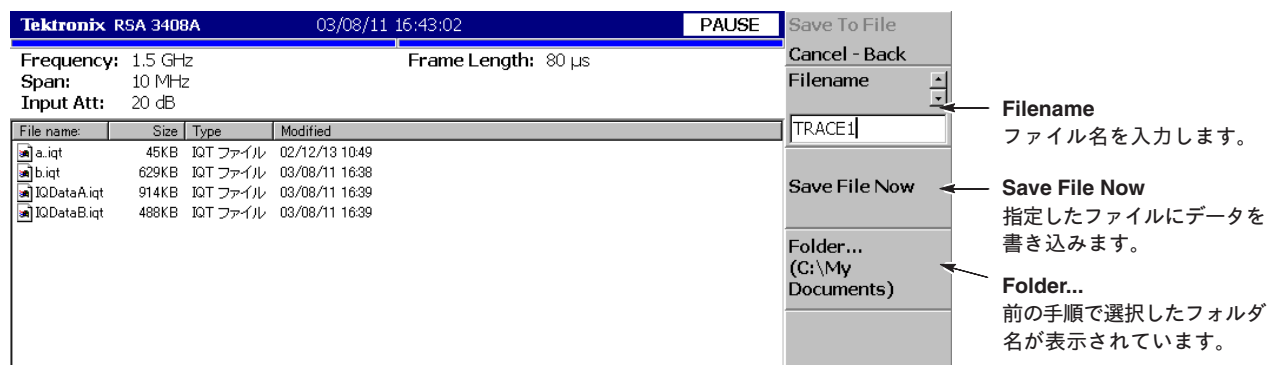 Tektronix RSA 3408A 03/08/11 16:43:02 PAUSE
Frequency: 1.5 GHz Frame Length: 80 µs
Span: 10 MHz
Input Att: 20 dB
File name: Size Type Modified
a..iqt 45KB IQT ファイル 02/12/13 10:49
b.iqt 629KB IQT ファイル 03/08/11 16:38
IQDataA.iqt 914KB IQT ファイル 03/08/11 16:39
IQDataB.iqt 488KB IQT ファイル 03/08/11 16:39
Save To File
Cancel - Back
Filename
TRACE1
Save File Now
Folder...
(C:\My
Documents)
Filename
ファイル名を入力します。
Save File Now
指定したファイルにデータを
書き込みます。
Folder...
前の手順で選択したフォルダ
名が表示されています。